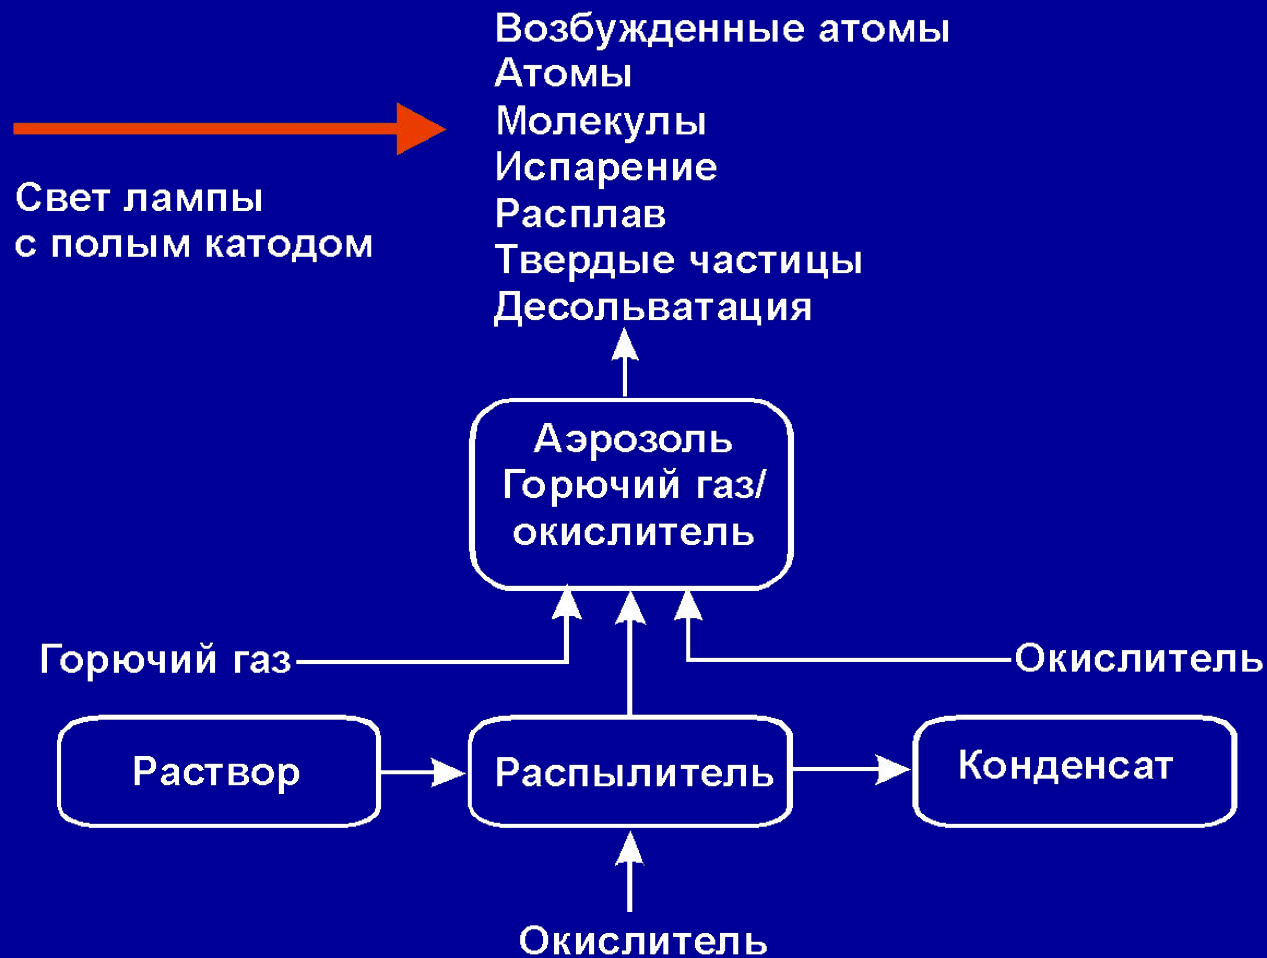 Возбужденные атомы
Атомы
Молекулы
Испарение
Расплав
Твердые частицы
Десольватация
Свет лампы
с полым катодом
Аэрозоль
Горючий газ/
окислитель
Горючий газ
Окислитель
Раствор
Распылитель
Конденсат
Окислитель